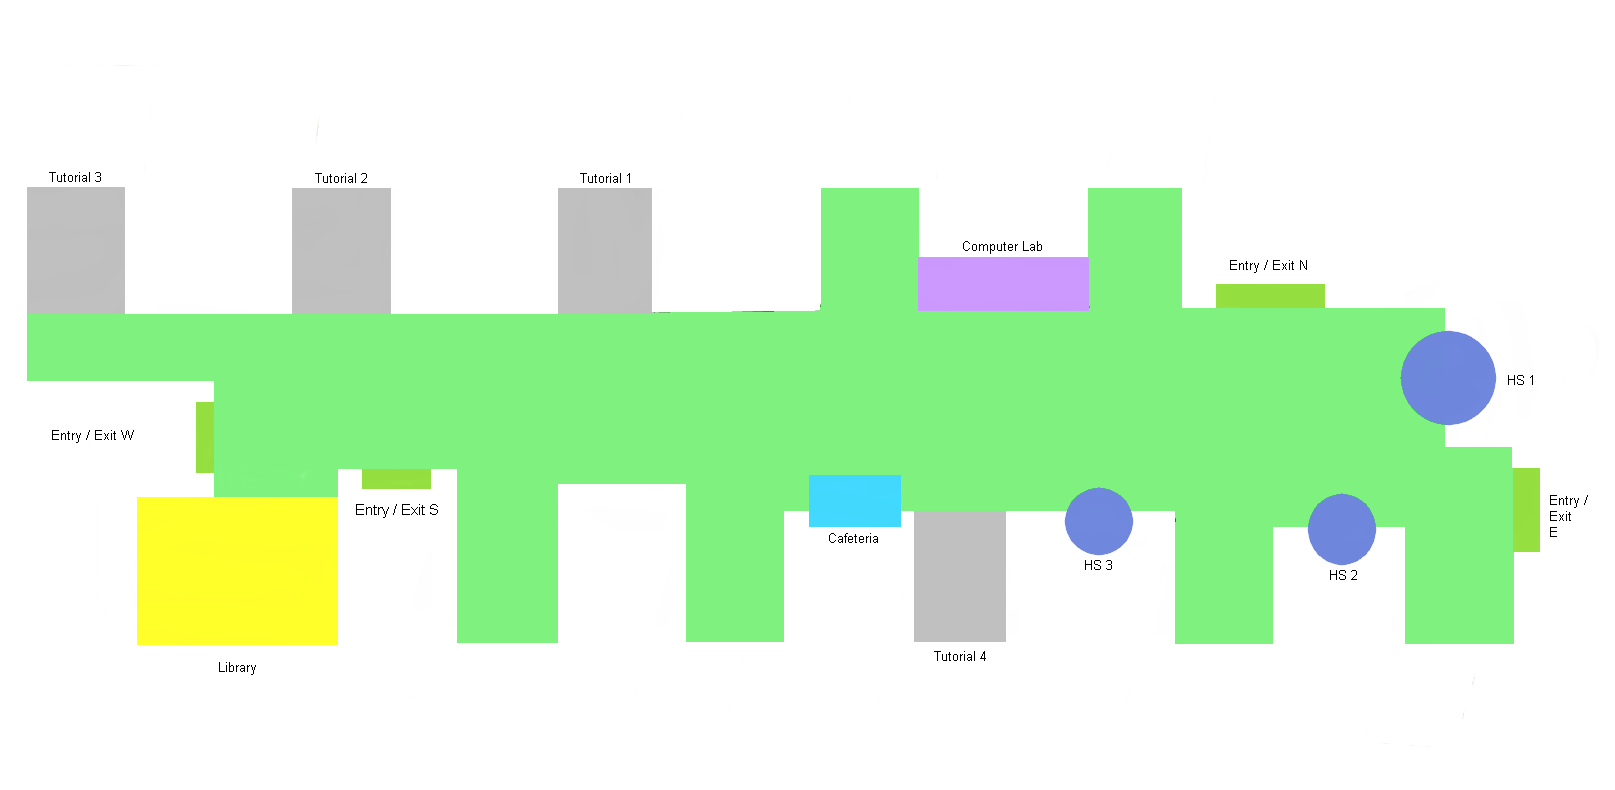 Tutorial 3
Tutorial 2
Tutorial 1
Computer Lab
Entry / Exit N
HS 1
Entry / Exit W
Entry / Exit S
Entry /
Exit
E
Cafeteria
HS 3
HS 2
Tutorial 4
Library